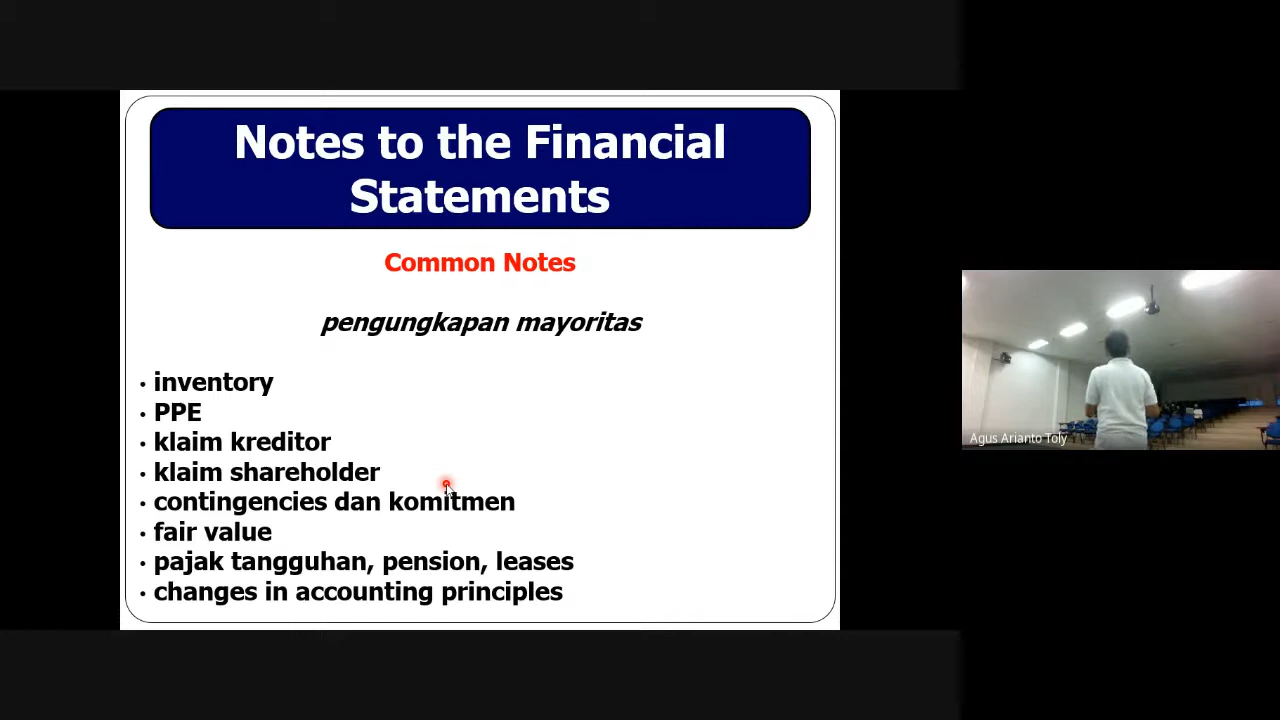 Notes to the Financial
Statements
Common Notes
pengungkapan mayoritas
• inventory
• PPE
• klaim kreditor
• klaim shareholder
• contingencies dan komitmen
• fair value
• pajak tangguhan, pension, leases
• changes in accounting principles
Agus Arianto Toly